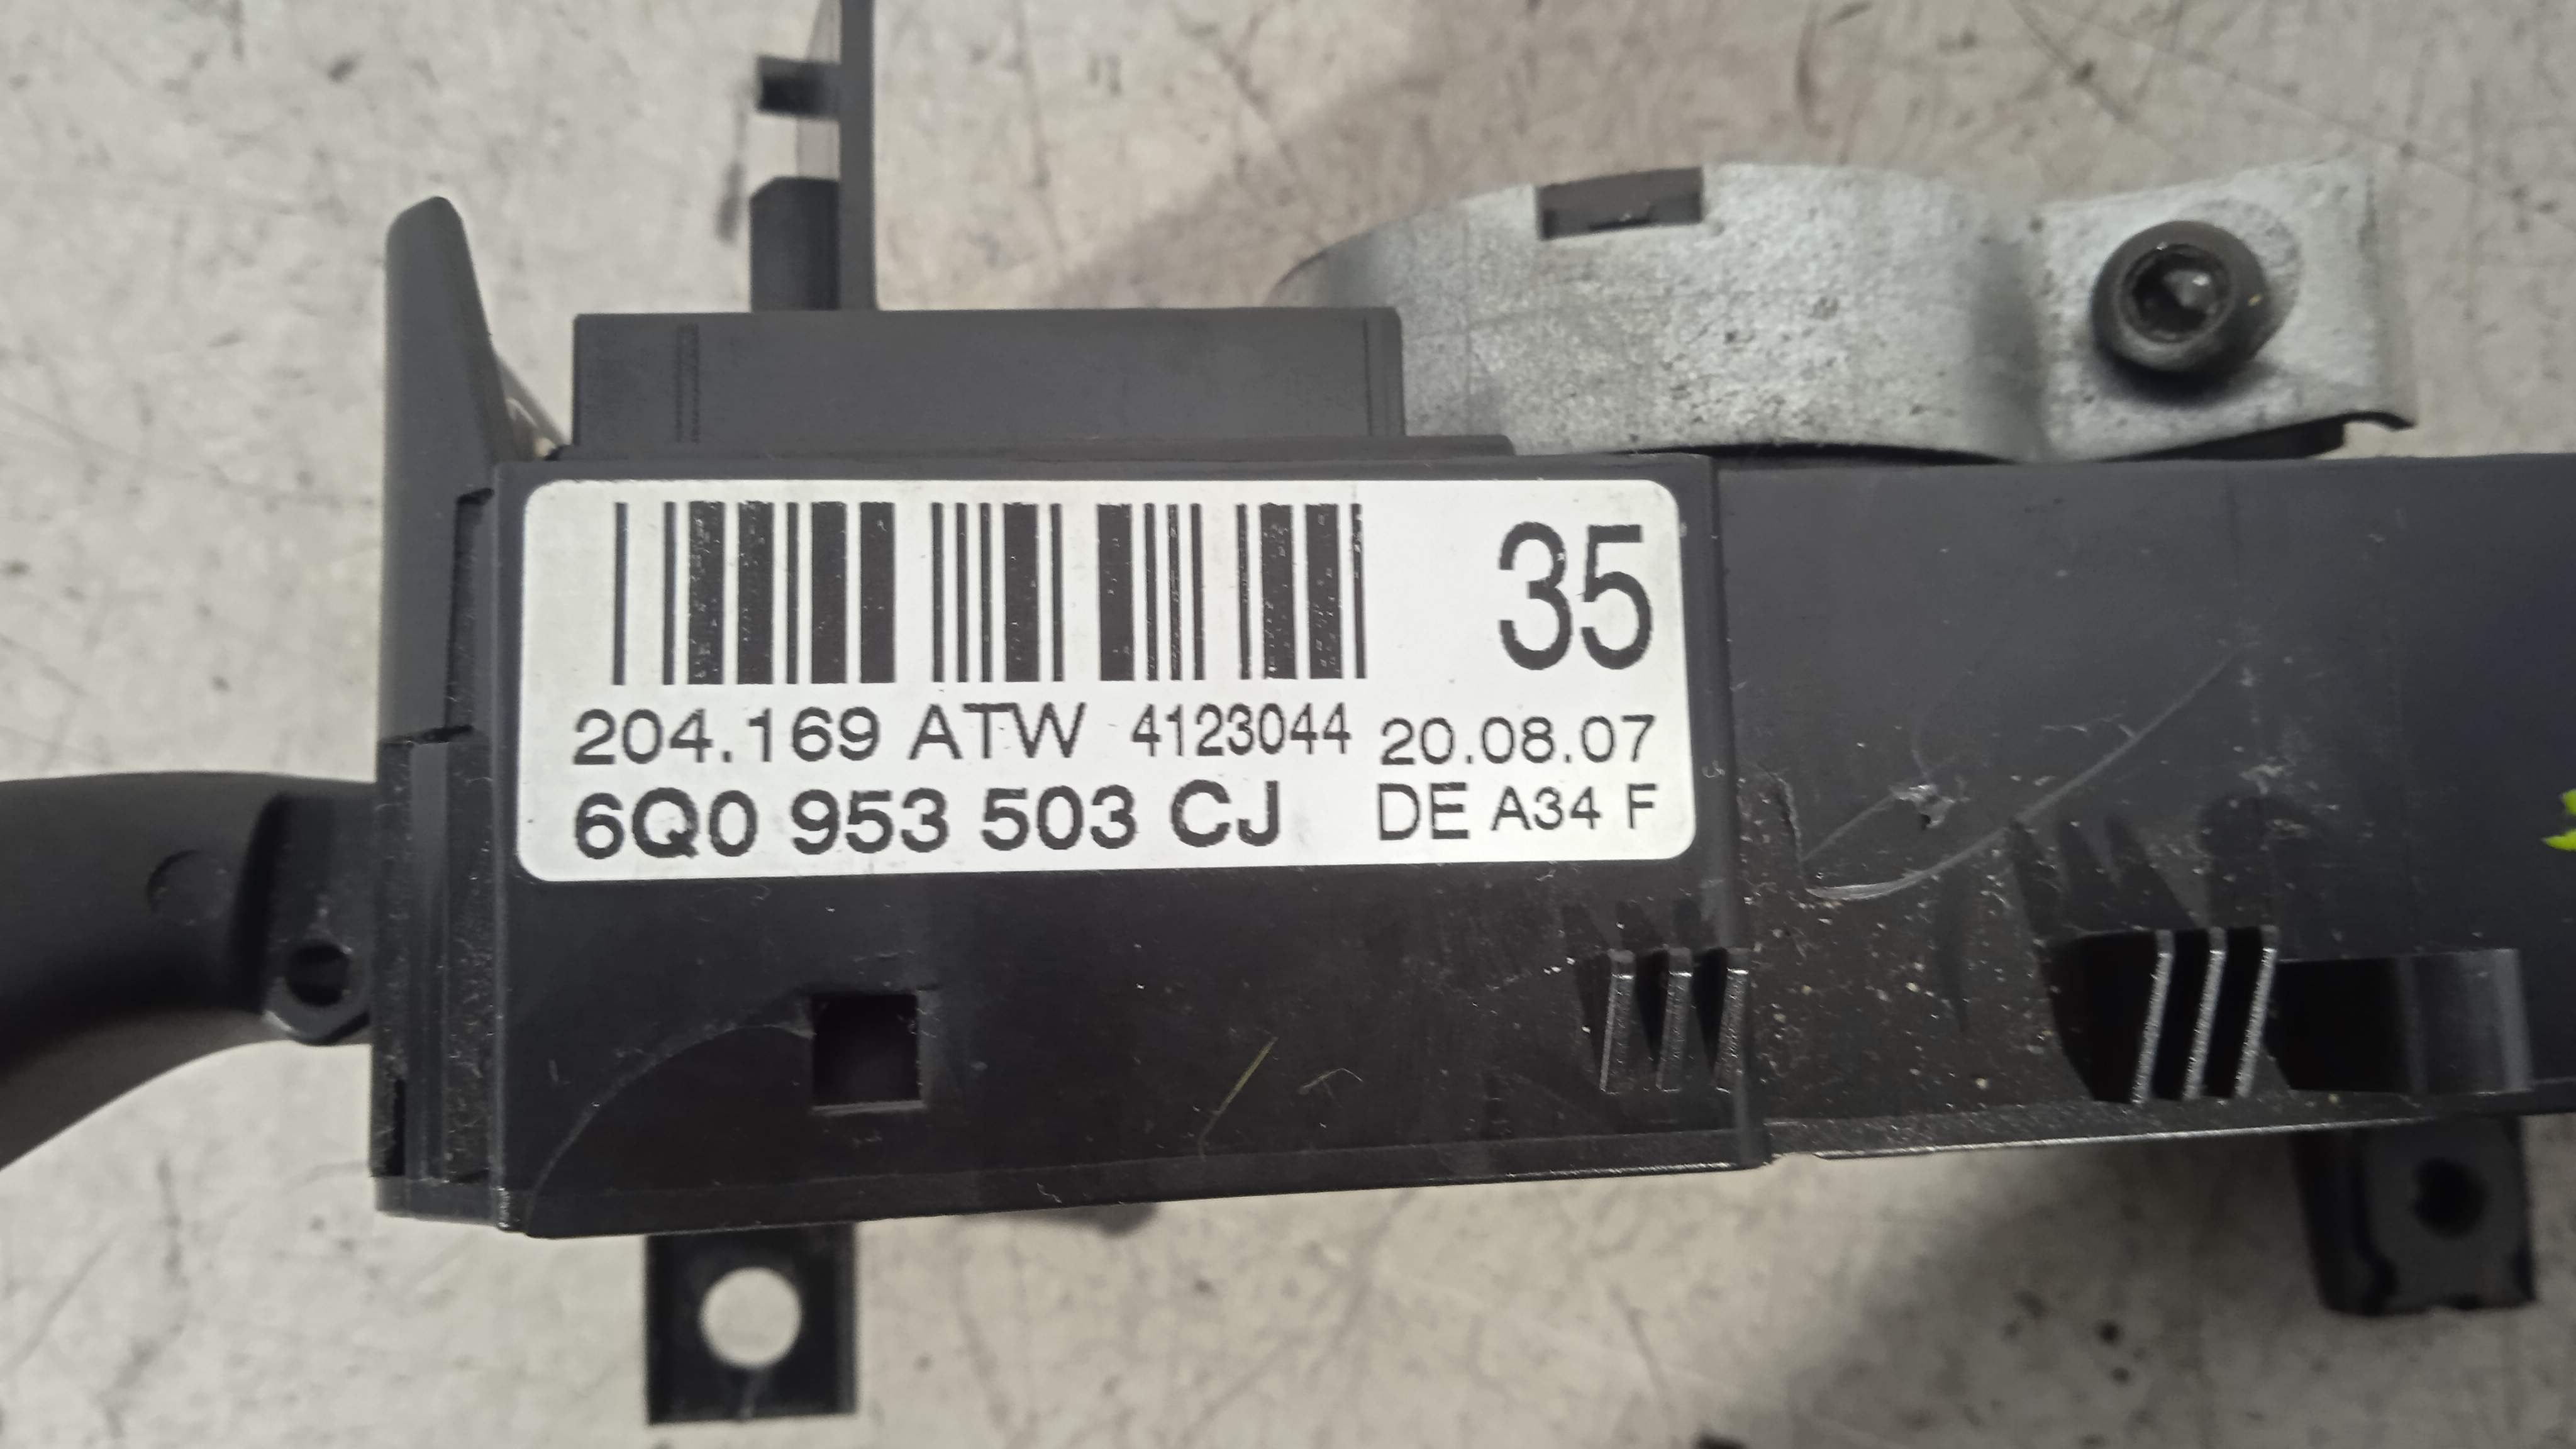 35
204.169 ATW 4123044 20.08.07
6Q0 953 503 CJ DE A34 F